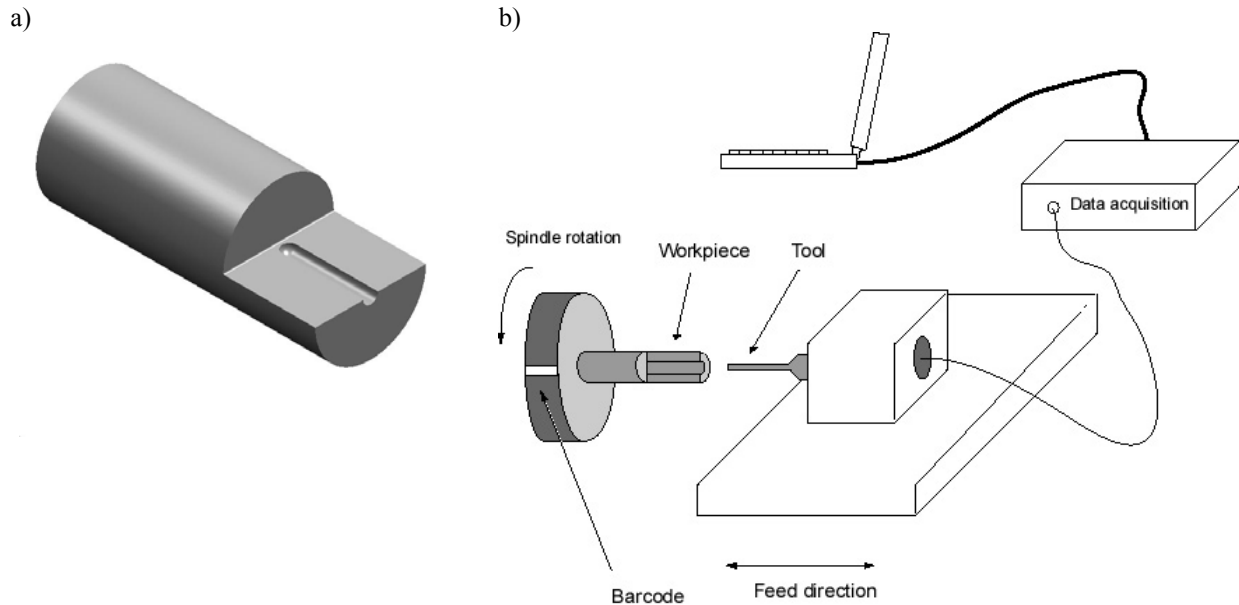 a)
b)
Data acquisition
Spindle rotation
Workpiece
Tool
Barcode
Feed direction